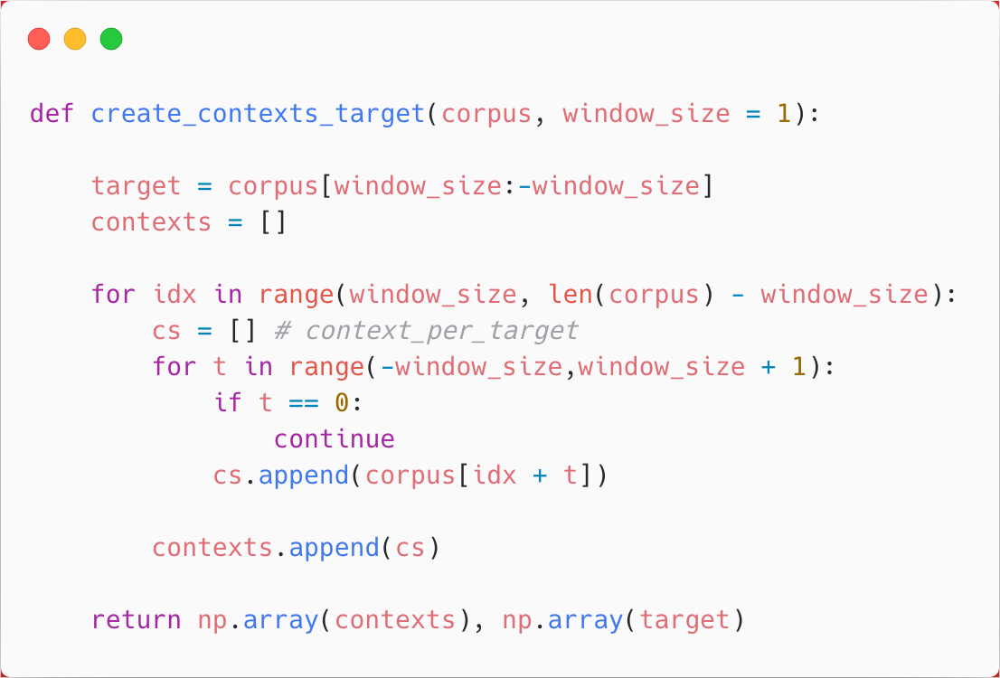 def create_contexts_target(corpus, window_size = 1):
    target = corpus[window_size:-window_size]
    contexts = []
    for idx in range(window_size, len(corpus) - window_size):
        cs = [] # context_per_target
        for t in range(-window_size,window_size + 1):
            if t == 0:
                continue
            cs.append(corpus[idx + t])
        contexts.append(cs)
    return np.array(contexts), np.array(target)